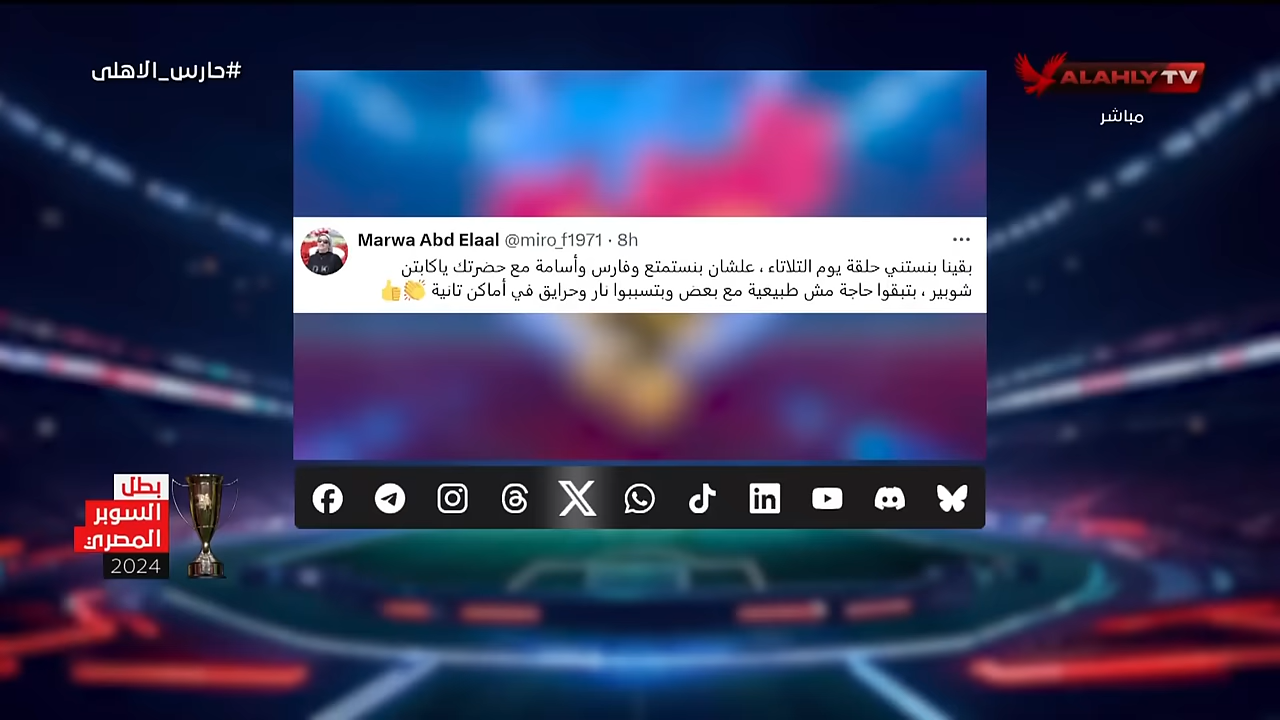 #حارس_الاهلى
ALAHLY TV
مباشر
Marwa Abd Elaal @miro_f1971 · 8h
بقينا بنستني حلقة يوم التلاتاء ، علشان بنستمتع وفارس وأسامة مع حضرتك ياكابتن
شوبير ، بتبقوا حاجة مش طبيعية مع بعض وبتسببوا نار وحرايق في أماكن تانية 👏👍
بطل
السوبر
المصري
2024